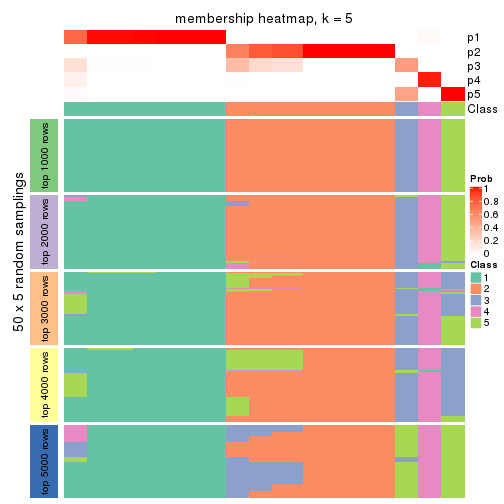 membership heatmap, k = 5
p1
p2
p3
p4
p5
Class
50 x 5 random samplings
top 1000 rows
top 2000 rows
top 3000 rows
top 4000 rows
top 5000 rows
Prob
1
0.8
0.6
0.4
0.2
0
Class
1
2
3
4
5